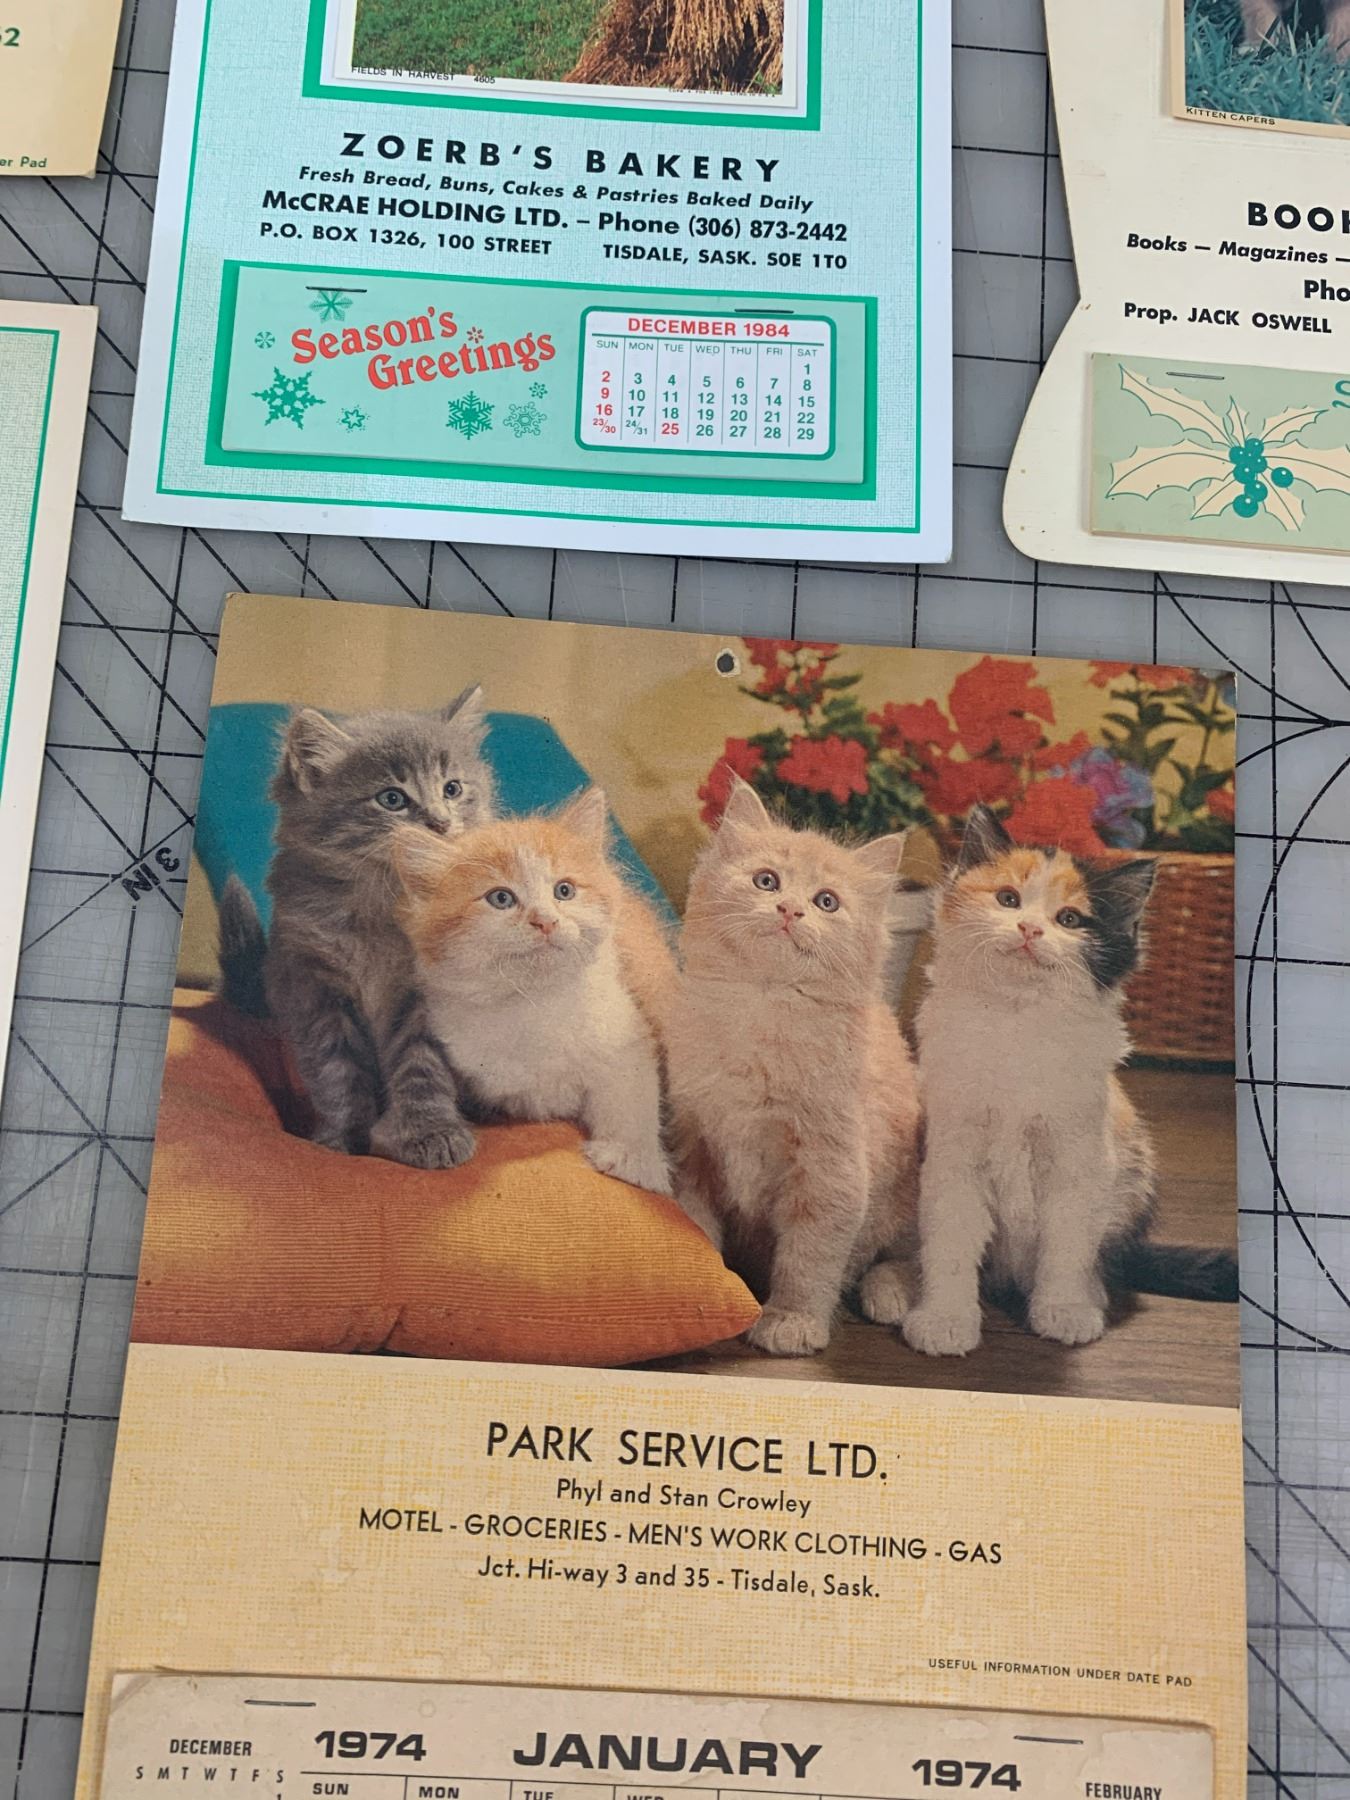 62
er Pad
FIELDS IN HARVEST 4605
ZOERB'S BAKERY
Fresh Bread, Buns, Cakes & Pastries Baked Daily
McCRAE HOLDING LTD. – Phone (306) 873-2442
P.O. BOX 1326, 100 STREET TISDALE, SASK. S0E 1T0
Season's
Greetings
DECEMBER 1984
SUN MON TUE WED THU FRI SAT
1
2 3 4 5 6 7 8
9 10 11 12 13 14 15
16 17 18 19 20 21 22
23/30 24/31 25 26 27 28 29
KITTEN CAPERS
BOOK
Books — Magazines —
Pho
Prop. JACK OSWELL
S
3 IN
PARK SERVICE LTD.
Phyl and Stan Crowley
MOTEL - GROCERIES - MEN'S WORK CLOTHING - GAS
Jct. Hi-way 3 and 35 - Tisdale, Sask.
USEFUL INFORMATION UNDER DATE PAD
DECEMBER 1974 JANUARY 1974 FEBRUARY
S M T W T F S
1
SUN MON TUE WED